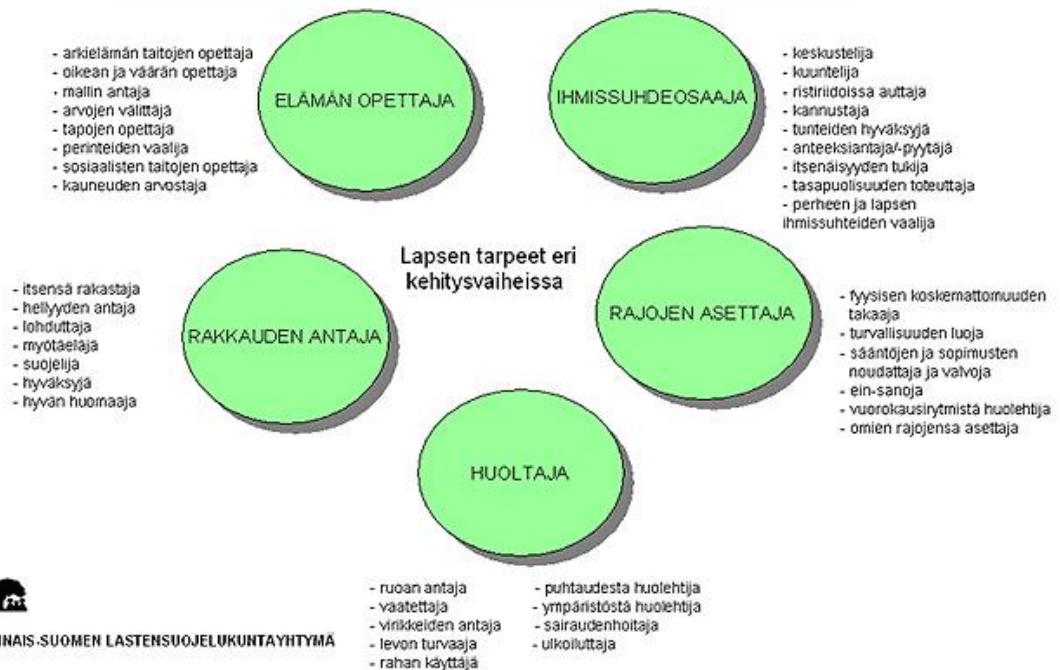 - arkielämän taitojen opettaja
- oikean ja väärän opettaja
- mallin antaja
- arvojen välittäjä
- tapojen opettaja
- perinteiden vaalija
- sosiaalisten taitojen opettaja
- kauneuden arvostaja
ELÄMÄN OPETTAJA
IHMISSUHDEOSAAJA
- keskustelija
- kuuntelija
- ristiriidoissa auttaja
- kannustaja
- tunteiden hyväksyjä
- anteeksiantaja/-pyytäjä
- itsenäisyyden tukija
- tasapuolisuuden toteuttaja
- perheen ja lapsen
ihmissuhteiden vaalija
Lapsen tarpeet eri
kehitysvaiheissa
- itsensä rakastaja
- hellyyden antaja
- lohduttaja
- myötäeläjä
- suojelija
- hyväksyjä
- hyvän huomaaja
RAKKAUDEN ANTAJA
RAJOJEN ASETTAJA
- fyysisen koskemattomuuden
takaaja
- turvallisuuden luoja
- sääntöjen ja sopimusten
noudattaja ja valvoja
- ein-sanoja
- vuorokausirytmistä huolehtija
- omien rajojensa asettaja
HUOLTAJA
- ruoan antaja
- vaatettaja
- virikkeiden antaja
- levon turvaaja
- rahan käyttäjä
- puhtaudesta huolehtija
- ympäristöstä huolehtija
- sairaudenhoitaja
- ulkoiluttaja
INAIS-SUOMEN LASTENSUOJELUKUNTAYHTYMÄ